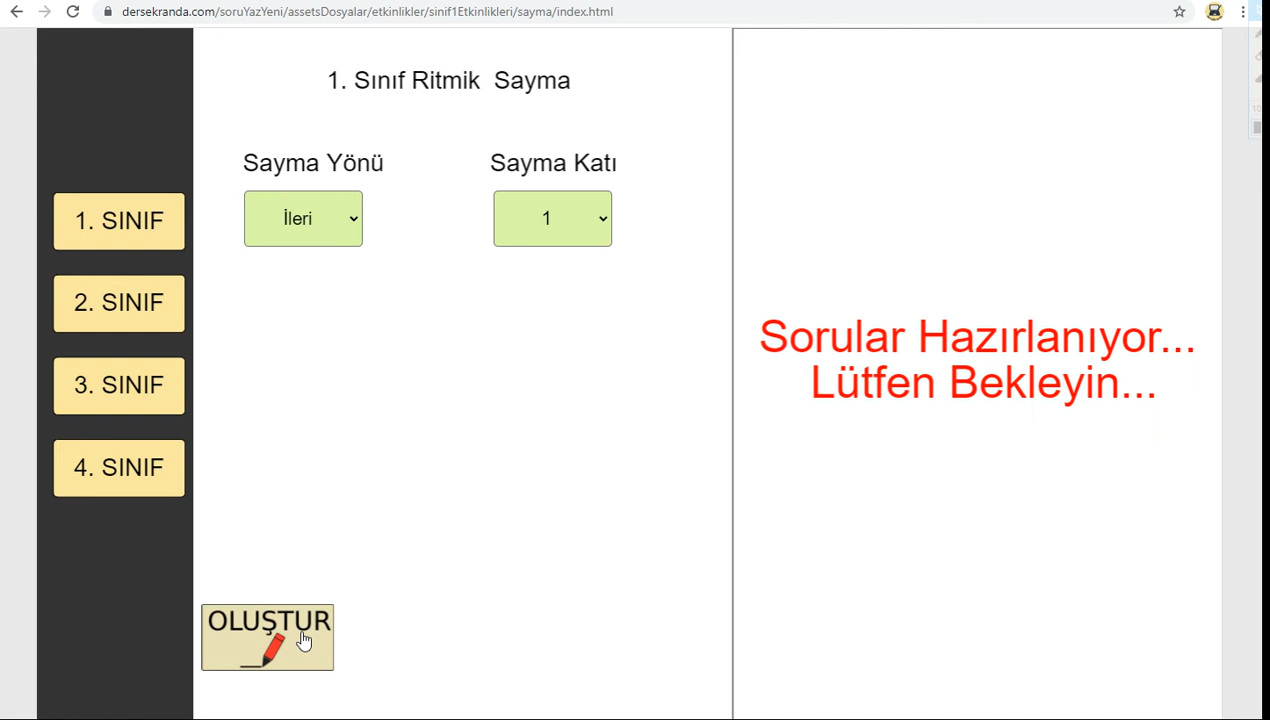 dersekranda.com/soruYazYeni/assetsDosyalar/etkinlikler/sinif1Etkinlikleri/sayma/index.html
1. Sınıf Ritmik Sayma
Sayma Yönü
Sayma Katı
İleri
1
1. SINIF
2. SINIF
3. SINIF
4. SINIF
OLUŞTUR
Sorular Hazırlanıyor...
Lütfen Bekleyin...